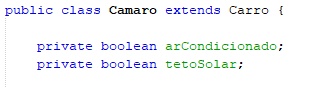 public class Camaro extends Carro {
private boolean arCondicionado;
private boolean tetoSolar;